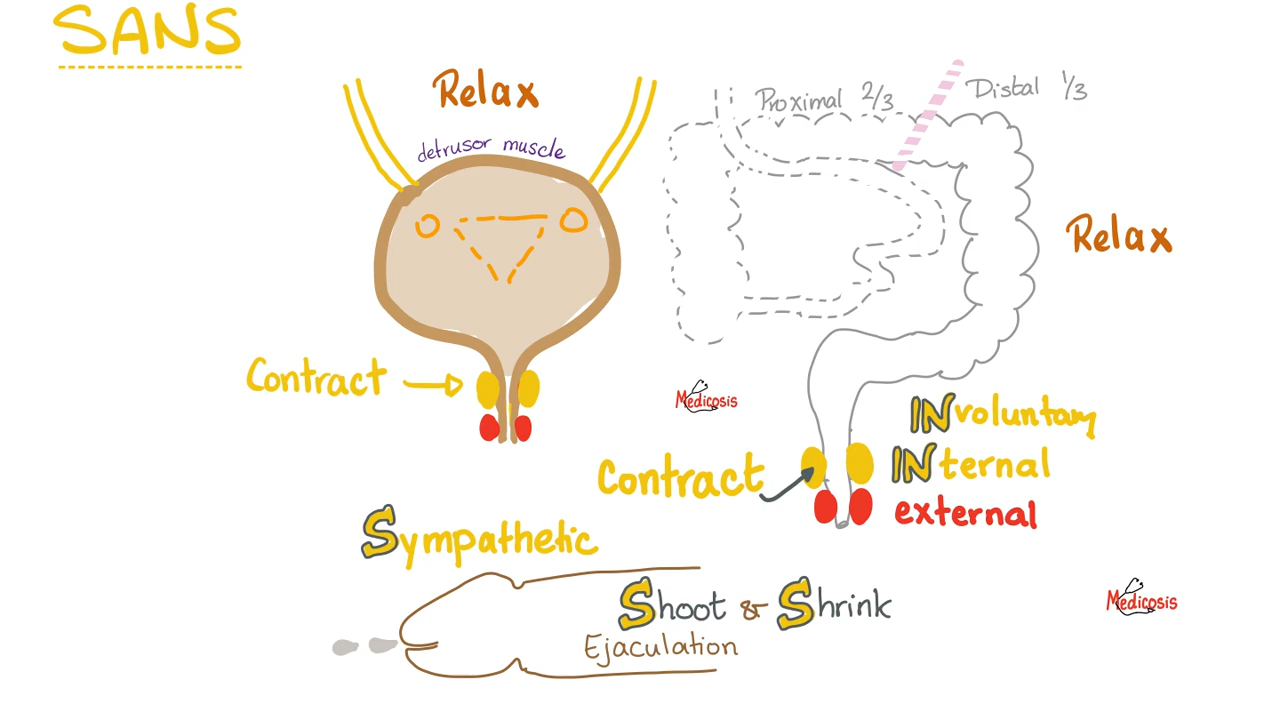 SANS
Relax
detrusor muscle
Proximal 2/3
Distal 1/3
Relax
Contract
Medicosis
INvoluntary
INternal
Contract
external
Sympathetic
Shoot & Shrink
Ejaculation
Medicosis